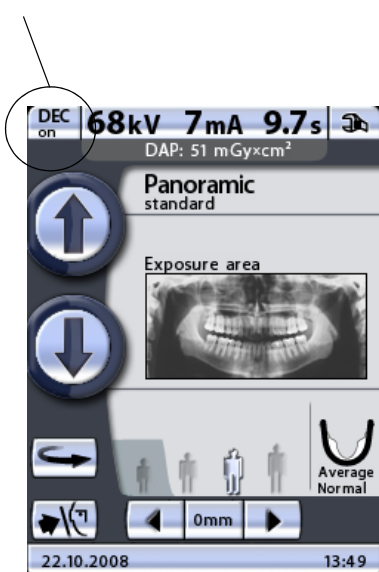 DEC on 68kV 7mA 9.7s
DAP: 51 mGy×cm²
Panoramic
standard
Exposure area
Average
Normal
0mm
22.10.2008 13:49